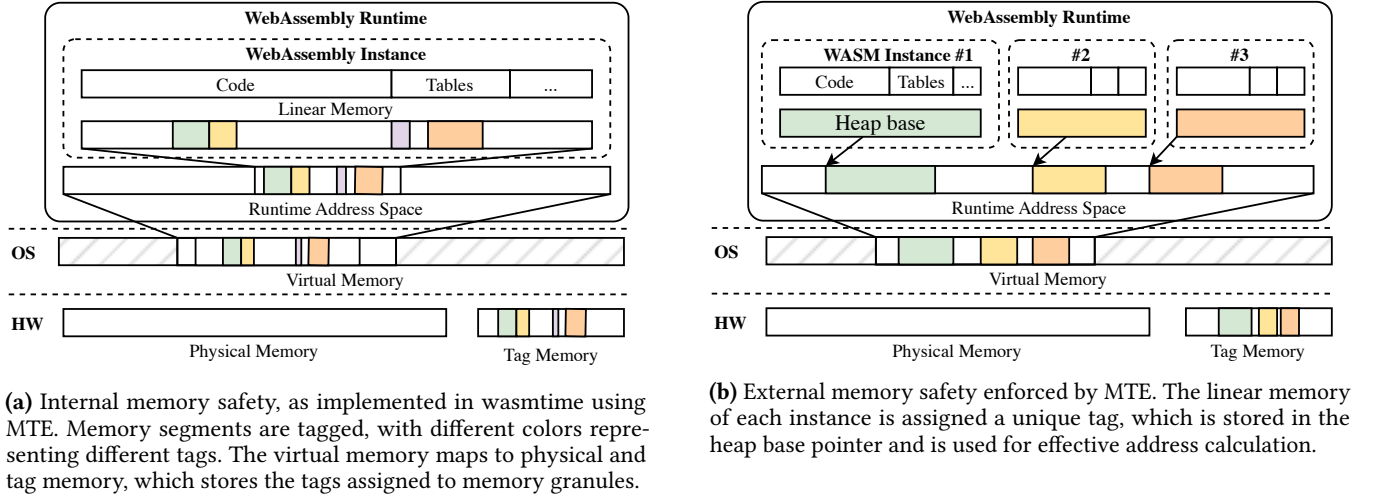 WebAssembly Runtime
WebAssembly Instance
Code
Tables
...
Linear Memory
Runtime Address Space
OS
Virtual Memory
HW
Physical Memory
Tag Memory
(a) Internal memory safety, as implemented in wasmtime using
MTE. Memory segments are tagged, with different colors repre-
senting different tags. The virtual memory maps to physical and
tag memory, which stores the tags assigned to memory granules.
WebAssembly Runtime
WASM Instance #1
#2
#3
Code
Tables
...
Heap base
Runtime Address Space
OS
Virtual Memory
HW
Physical Memory
Tag Memory
(b) External memory safety enforced by MTE. The linear memory
of each instance is assigned a unique tag, which is stored in the
heap base pointer and is used for effective address calculation.